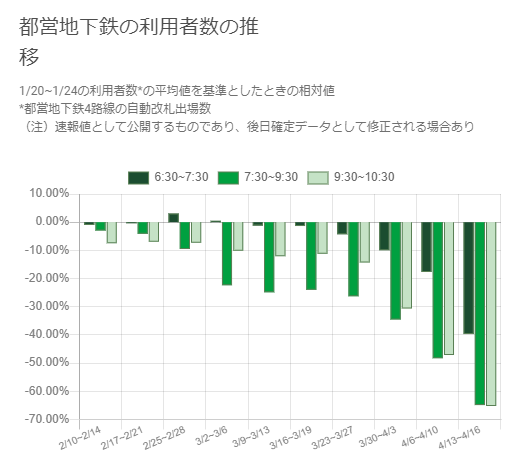 都営地下鉄の利用者数の推
移
1/20~1/24の利用者数*の平均値を基準としたときの相対値
*都営地下鉄4路線の自動改札出場数
（注）速報値として公開するものであり、後日確定データとして修正される場合あり
6:30~7:30 7:30~9:30 9:30~10:30
10.00%
0.00%
-10.00%
-20.00%
-30.00%
-40.00%
-50.00%
-60.00%
-70.00%
2/10~2/14 2/17~2/21 2/25~2/28 3/2~3/6 3/9~3/13 3/16~3/19 3/23~3/27 3/30~4/3 4/6~4/10 4/13~4/16